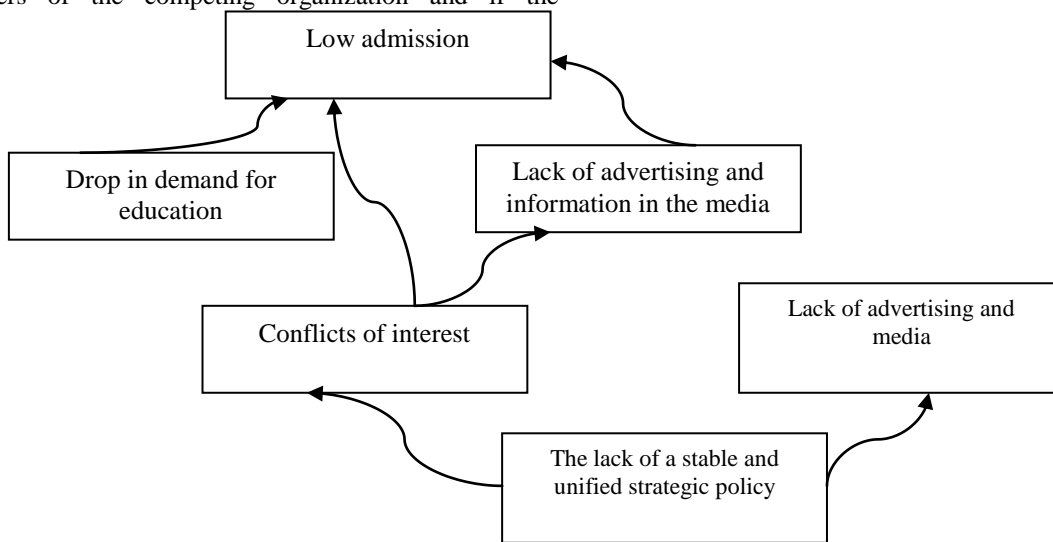 of the competing organization and if the
Low admission
Drop in demand for
education
Lack of advertising and
information in the media
Conflicts of interest
Lack of advertising and
media
The lack of a stable and
unified strategic policy